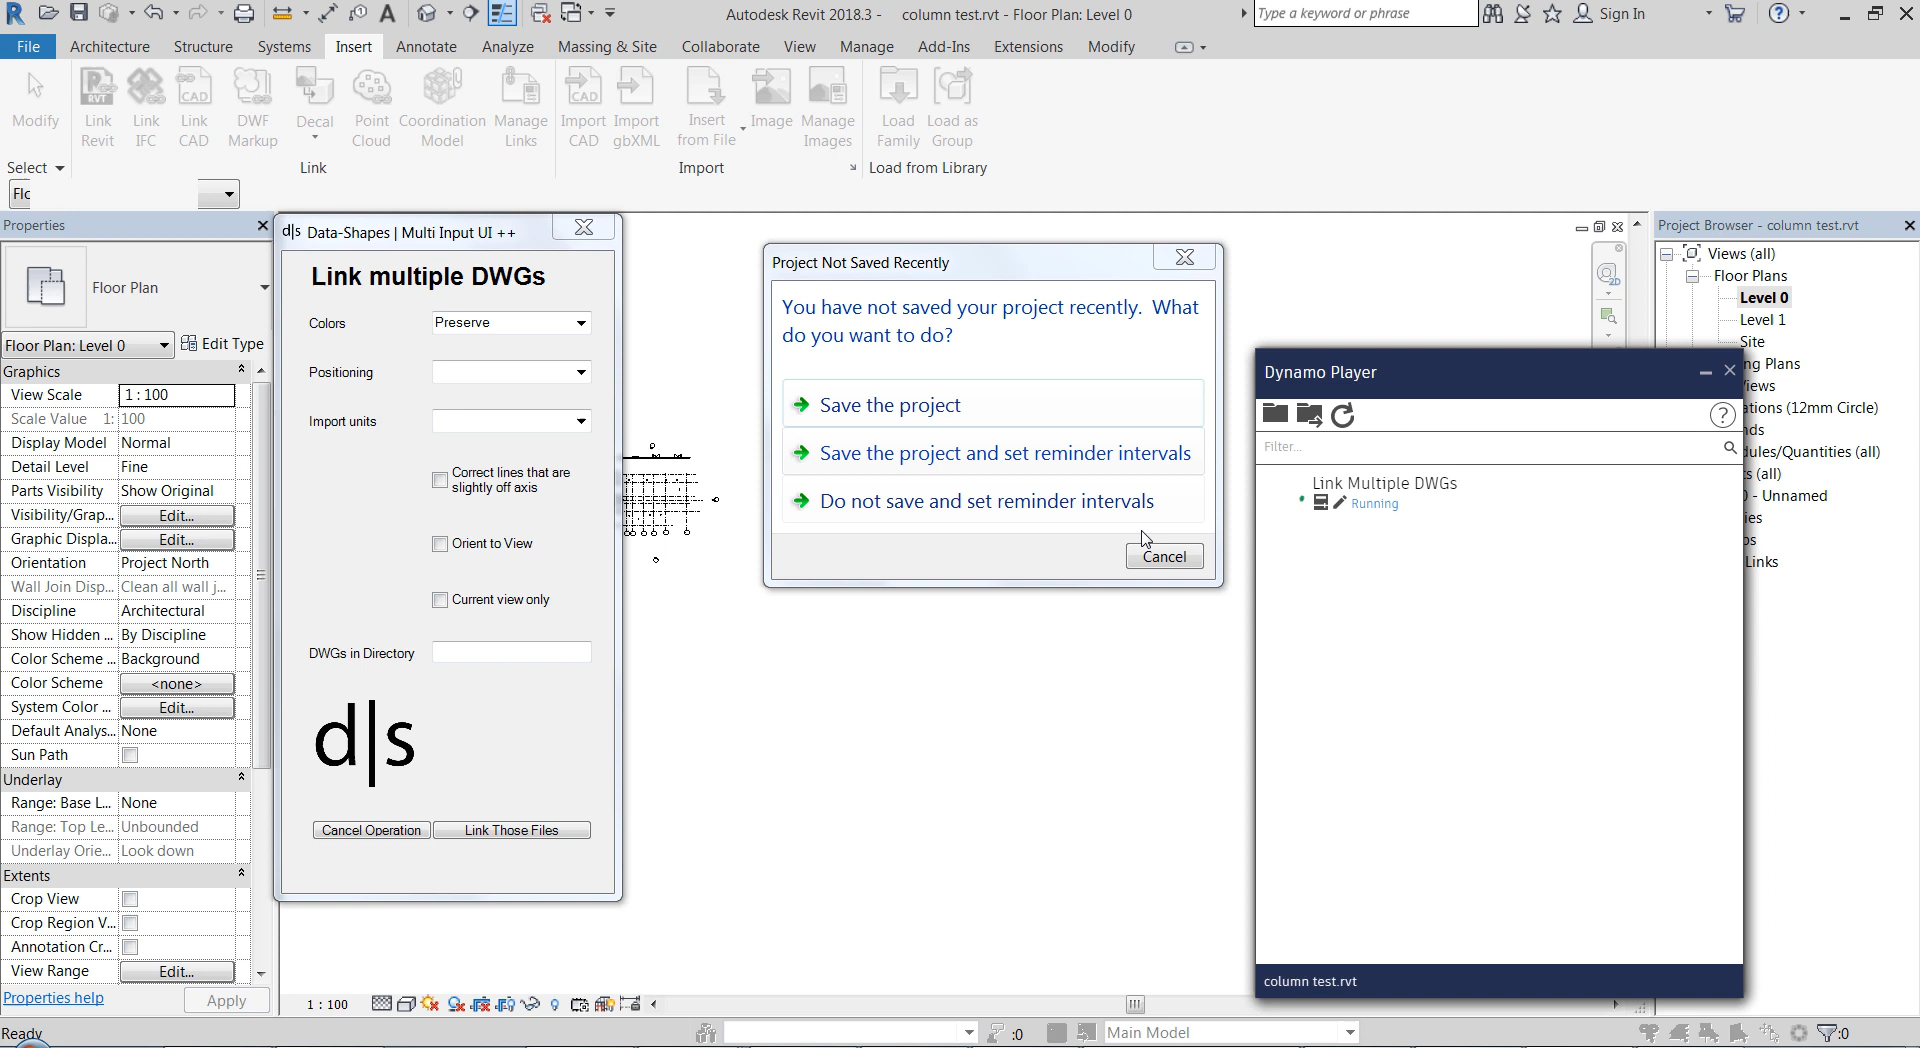 Autodesk Revit 2018.3 - column test.rvt - Floor Plan: Level 0
Type a keyword or phrase
Sign In
File Architecture Structure Systems Insert Annotate Analyze Massing & Site Collaborate View Manage Add-Ins Extensions Modify
Modify
Link Revit
Link IFC
Link CAD
DWF Markup
Decal
Point Cloud
Coordination Model
Manage Links
Import CAD
Import gbXML
Insert from File
Image
Manage Images
Load Family
Load as Group
Select
Link
Import
Load from Library
Properties
Floor Plan
Floor Plan: Level 0
Edit Type
Graphics
View Scale 1 : 100
Scale Value 1: 100
Display Model Normal
Detail Level Fine
Parts Visibility Show Original
Visibility/Grap... Edit...
Graphic Displa... Edit...
Orientation Project North
Wall Join Disp... Clean all wall j...
Discipline Architectural
Show Hidden ... By Discipline
Color Scheme ... Background
Color Scheme <none>
System Color ... Edit...
Default Analys... None
Sun Path
Underlay
Range: Base L... None
Range: Top Le... Unbounded
Underlay Orie... Look down
Extents
Crop View
Crop Region V...
Annotation Cr...
View Range Edit...
Properties help
Apply
Ready
d|s Data-Shapes | Multi Input UI ++
Link multiple DWGs
Colors Preserve
Positioning
Import units
Correct lines that are
slightly off axis
Orient to View
Current view only
DWGs in Directory
d|s
Cancel Operation
Link Those Files
Project Not Saved Recently
You have not saved your project recently. What
do you want to do?
Save the project
Save the project and set reminder intervals
Do not save and set reminder intervals
Cancel
Dynamo Player
Filter...
Link Multiple DWGs
Running
column test.rvt
Project Browser - column test.rvt
Views (all)
Floor Plans
Level 0
Level 1
Site
ng Plans
ations (12mm Circle)
dules/Quantities (all)
- Unnamed
Links
1 : 100
:0
Main Model
:0